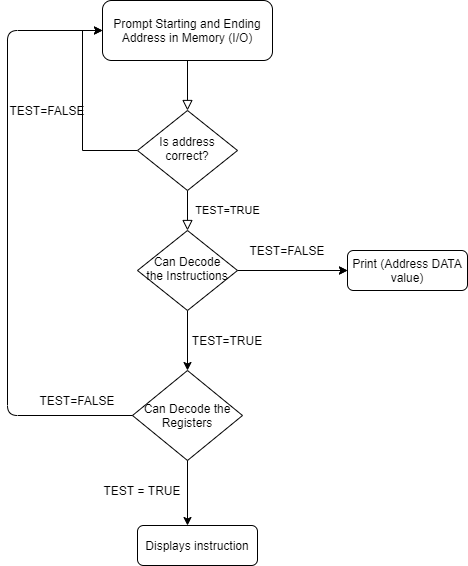 Prompt Starting and Ending
Address in Memory (I/O)
TEST=FALSE
Is address
correct?
TEST=TRUE
TEST=FALSE
Can Decode
the Instructions
Print (Address DATA
value)
TEST=TRUE
TEST=FALSE
Can Decode the
Registers
TEST = TRUE
Displays instruction